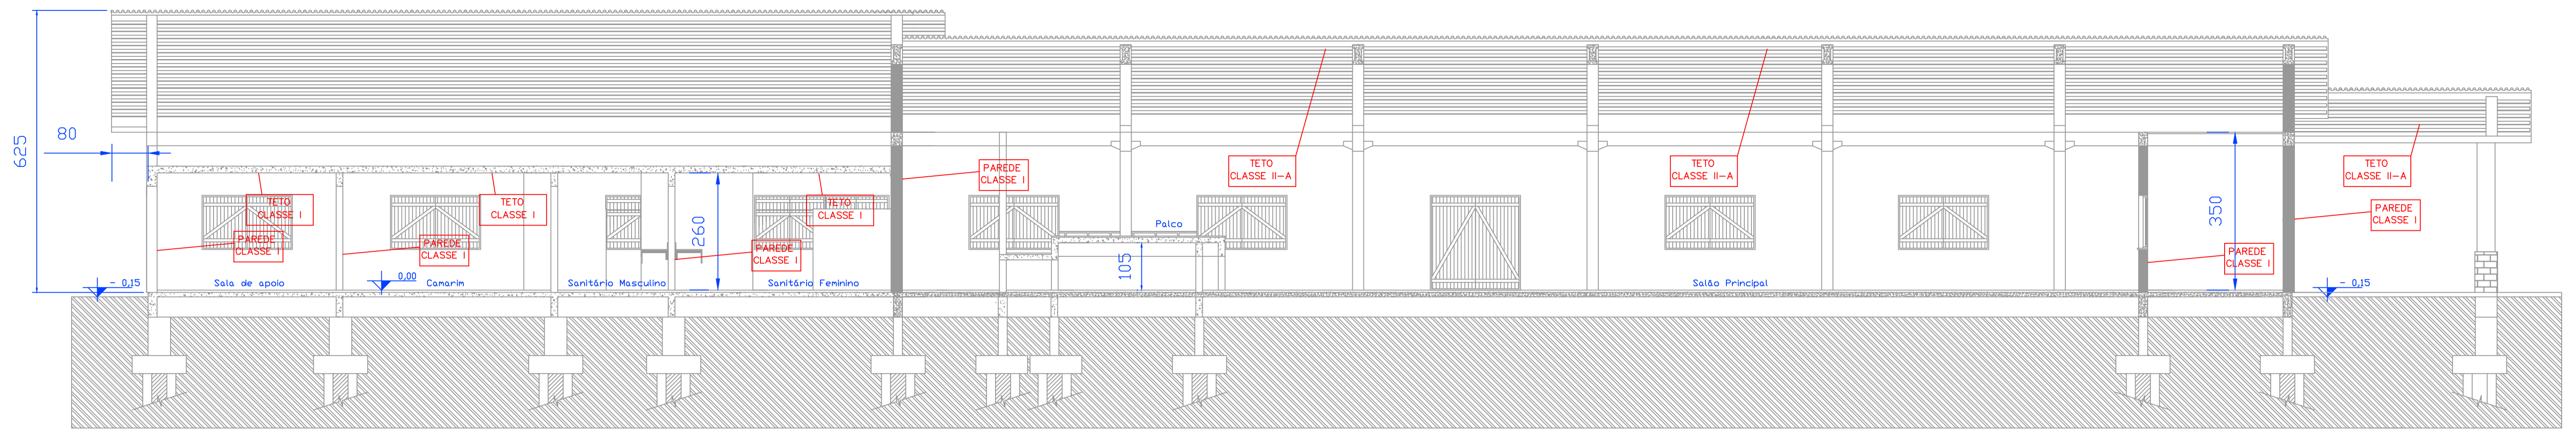 625
80
- 0,15
TETO
CLASSE I
PAREDE
CLASSE I
Sala de apoio
0,00
TETO
CLASSE I
PAREDE
CLASSE I
Camarim
Sanitário Masculino
260
TETO
CLASSE I
PAREDE
CLASSE I
Sanitário Feminino
PAREDE
CLASSE I
105
Palco
TETO
CLASSE II-A
TETO
CLASSE II-A
Salão Principal
350
PAREDE
CLASSE I
TETO
CLASSE II-A
PAREDE
CLASSE I
- 0,15